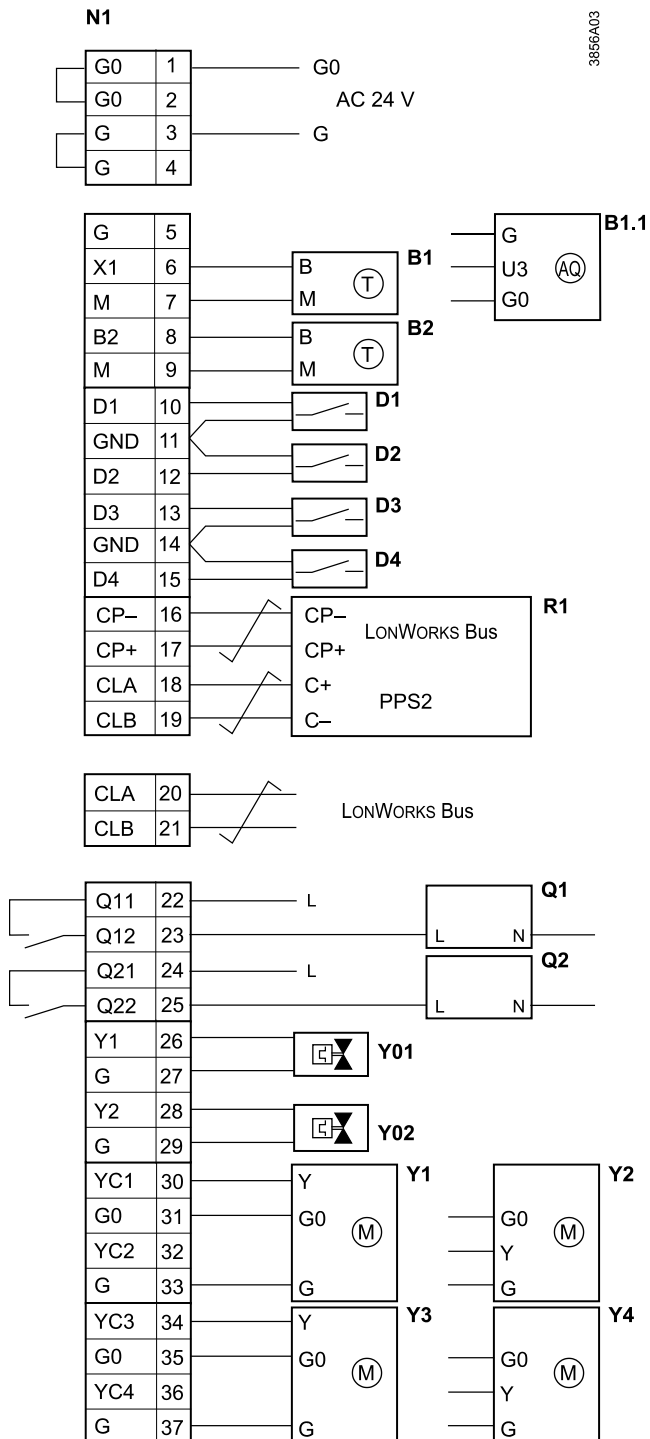 N1
3856A03
G0 1 G0
G0 2 AC 24 V
G 3 G
G 4
G 5 G B1.1
X1 6 B T B1 U3 AQ
M 7 M G0
B2 8 B T B2
M 9 M
D1 10 D1
GND 11
D2 12 D2
D3 13 D3
GND 14
D4 15 D4
CP– 16 CP– LONWORKS Bus R1
CP+ 17 CP+
CLA 18 C+ PPS2
CLB 19 C–
CLA 20 LONWORKS Bus
CLB 21
Q11 22 L Q1
Q12 23 L N
Q21 24 L Q2
Q22 25 L N
Y1 26 Y01
G 27
Y2 28 Y02
G 29
YC1 30 Y Y1 Y2
G0 31 G0 M G0 M
YC2 32 Y
G 33 G G
YC3 34 Y Y3 Y4
G0 35 G0 M G0 M
YC4 36 Y
G 37 G G